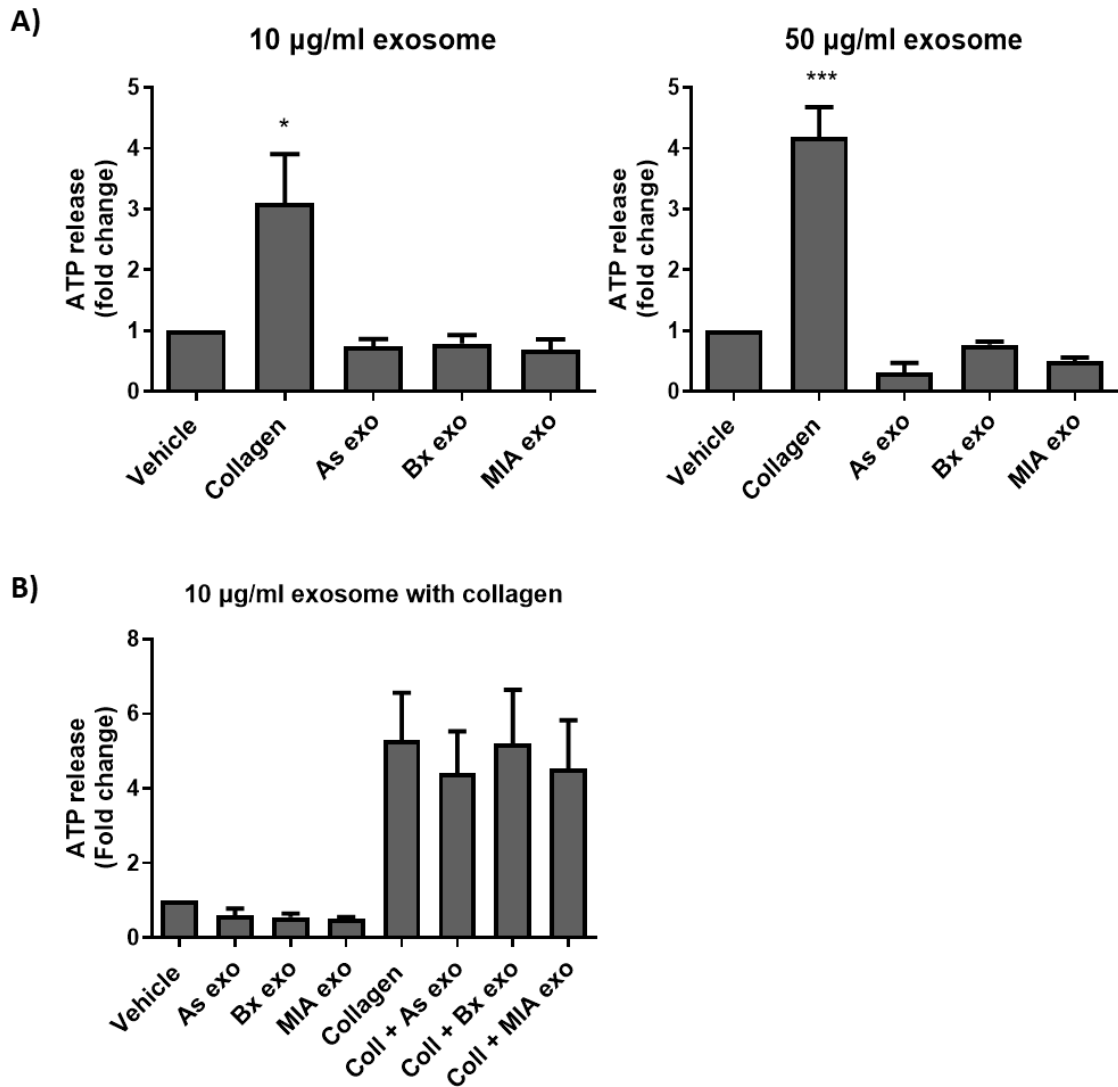 A)
10 µg/ml exosome
50 µg/ml exosome
*
***
ATP release
(fold change)
5
4
3
2
1
0
Vehicle
Collagen
As exo
Bx exo
MIA exo
ATP release
(fold change)
5
4
3
2
1
0
Vehicle
Collagen
As exo
Bx exo
MIA exo
B)
10 µg/ml exosome with collagen
ATP release
(Fold change)
8
6
4
2
0
Vehicle
As exo
Bx exo
MIA exo
Collagen
Coll + As exo
Coll + Bx exo
Coll + MIA exo